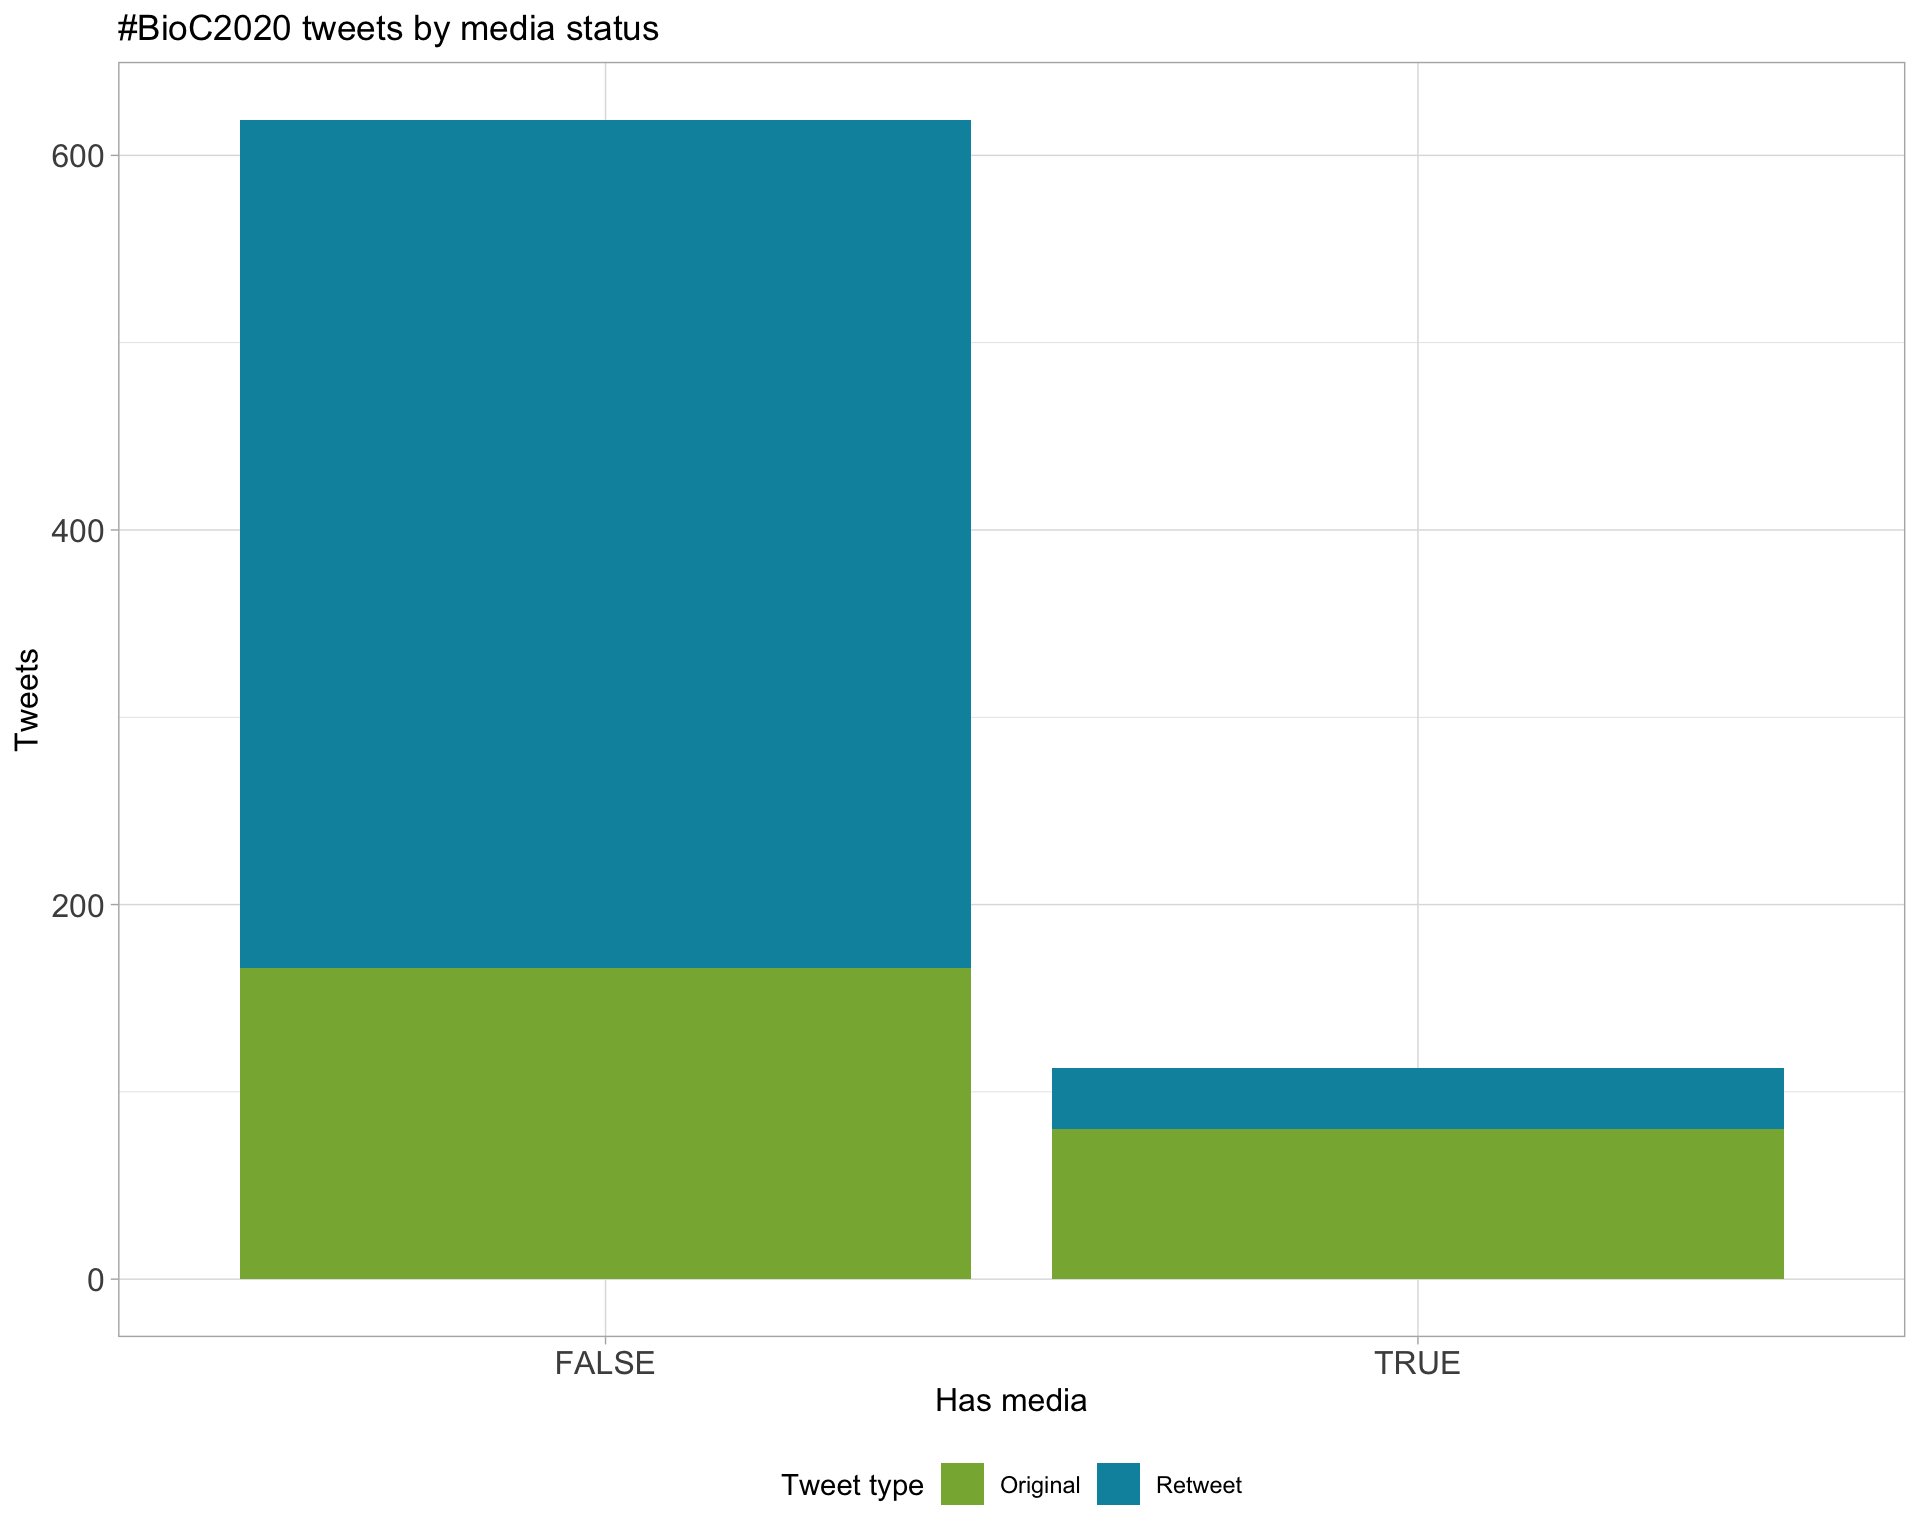 #BioC2020 tweets by media status
600
400
200
0
Tweets
FALSE TRUE
Has media
Tweet type Original Retweet